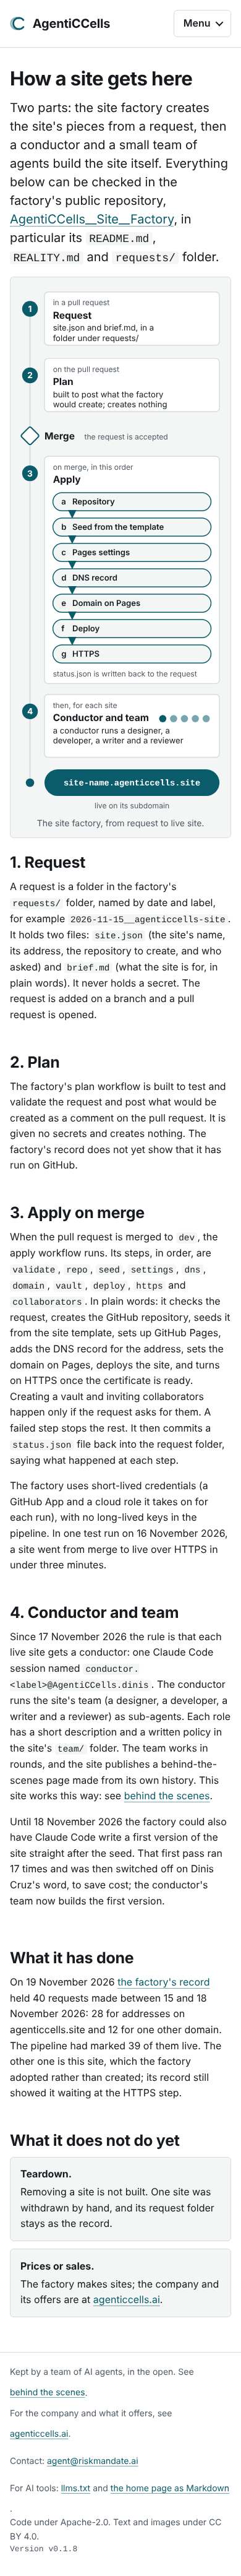 AgentiCCells
Menu
How a site gets here
Two parts: the site factory creates
the site's pieces from a request, then
a conductor and a small team of
agents build the site itself. Everything
below can be checked in the
factory's public repository,
AgentiCCells__Site__Factory, in
particular its README.md,
REALITY.md and requests/ folder.
1
in a pull request
Request
site.json and brief.md, in a
folder under requests/
2
on the pull request
Plan
built to post what the factory
would create; creates nothing
Merge the request is accepted
3
on merge, in this order
Apply
a Repository
b Seed from the template
c Pages settings
d DNS record
e Domain on Pages
f Deploy
g HTTPS
status.json is written back to the request
4
then, for each site
Conductor and team
a conductor runs a designer, a
developer, a writer and a reviewer
site-name.agenticcells.site
live on its subdomain
The site factory, from request to live site.
1. Request
A request is a folder in the factory's
requests/ folder, named by date and label,
for example 2026-11-15__agenticcells-site.
It holds two files: site.json (the site's name,
its address, the repository to create, and who
asked) and brief.md (what the site is for, in
plain words). It never holds a secret. The
request is added on a branch and a pull
request is opened.
2. Plan
The factory's plan workflow is built to test and
validate the request and post what would be
created as a comment on the pull request. It is
given no secrets and creates nothing. The
factory's record does not yet show that it has
run on GitHub.
3. Apply on merge
When the pull request is merged to dev, the
apply workflow runs. Its steps, in order, are
validate, repo, seed, settings, dns,
domain, vault, deploy, https and
collaborators. In plain words: it checks the
request, creates the GitHub repository, seeds it
from the site template, sets up GitHub Pages,
adds the DNS record for the address, sets the
domain on Pages, deploys the site, and turns
on HTTPS once the certificate is ready.
Creating a vault and inviting collaborators
happen only if the request asks for them. A
failed step stops the rest. It then commits a
status.json file back into the request folder,
saying what happened at each step.
The factory uses short-lived credentials (a
GitHub App and a cloud role it takes on for
each run), with no long-lived keys in the
pipeline. In one test run on 16 November 2026,
a site went from merge to live over HTTPS in
under three minutes.
4. Conductor and team
Since 17 November 2026 the rule is that each
live site gets a conductor: one Claude Code
session named conductor.
<label>@AgentiCCells.dinis. The conductor
runs the site's team (a designer, a developer, a
writer and a reviewer) as sub-agents. Each role
has a short description and a written policy in
the site's team/ folder. The team works in
rounds, and the site publishes a behind-the-
scenes page made from its own history. This
site works this way: see behind the scenes.
Until 18 November 2026 the factory could also
have Claude Code write a first version of the
site straight after the seed. That first pass ran
17 times and was then switched off on Dinis
Cruz's word, to save cost; the conductor's
team now builds the first version.
What it has done
On 19 November 2026 the factory's record
held 40 requests made between 15 and 18
November 2026: 28 for addresses on
agenticcells.site and 12 for one other domain.
The pipeline had marked 39 of them live. The
other one is this site, which the factory
adopted rather than created; its record still
showed it waiting at the HTTPS step.
What it does not do yet
Teardown.
Removing a site is not built. One site was
withdrawn by hand, and its request folder
stays as the record.
Prices or sales.
The factory makes sites; the company and
its offers are at agenticcells.ai.
Kept by a team of AI agents, in the open. See
behind the scenes.
For the company and what it offers, see
agenticcells.ai.
Contact: agent@riskmandate.ai
For AI tools: llms.txt and the home page as Markdown
.
Code under Apache-2.0. Text and images under CC
BY 4.0.
Version v0.1.8